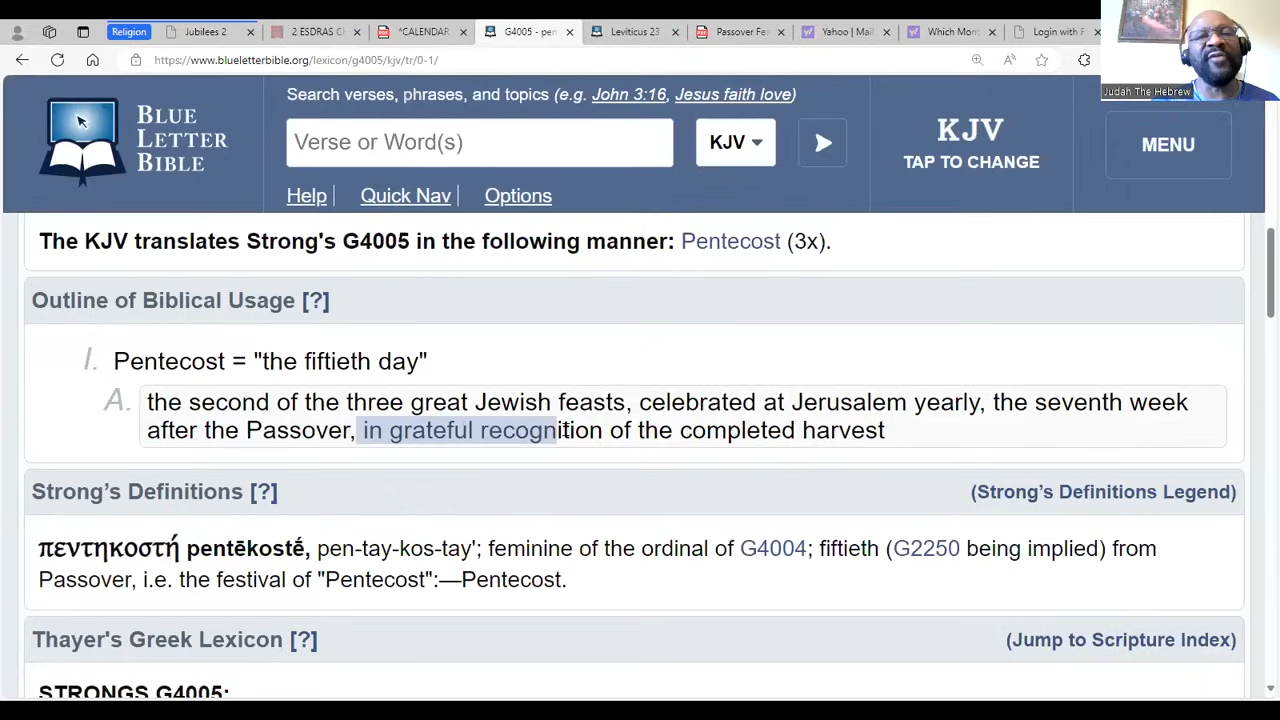 Religion
Jubilees 2
2 ESDRAS C
*CALENDAR
G4005 - pen
Leviticus 23
Passover Fea
Yahoo | Mail
Which Mom
Login with F
https://www.blueletterbible.org/lexicon/g4005/kjv/tr/0-1/
Judah The Hebrew
BLUE
LETTER
BIBLE
Search verses, phrases, and topics (e.g. John 3:16, Jesus faith love)
Verse or Word(s)
KJV
KJV
TAP TO CHANGE
MENU
Help
Quick Nav
Options
The KJV translates Strong's G4005 in the following manner: Pentecost (3x).
Outline of Biblical Usage [?]
I. Pentecost = "the fiftieth day"
A. the second of the three great Jewish feasts, celebrated at Jerusalem yearly, the seventh week
after the Passover, in grateful recognition of the completed harvest
Strong’s Definitions [?]
(Strong’s Definitions Legend)
πεντηκοστή pentēkostḗ, pen-tay-kos-tay'; feminine of the ordinal of G4004; fiftieth (G2250 being implied) from
Passover, i.e. the festival of "Pentecost":—Pentecost.
Thayer's Greek Lexicon [?]
(Jump to Scripture Index)
STRONGS G4005: